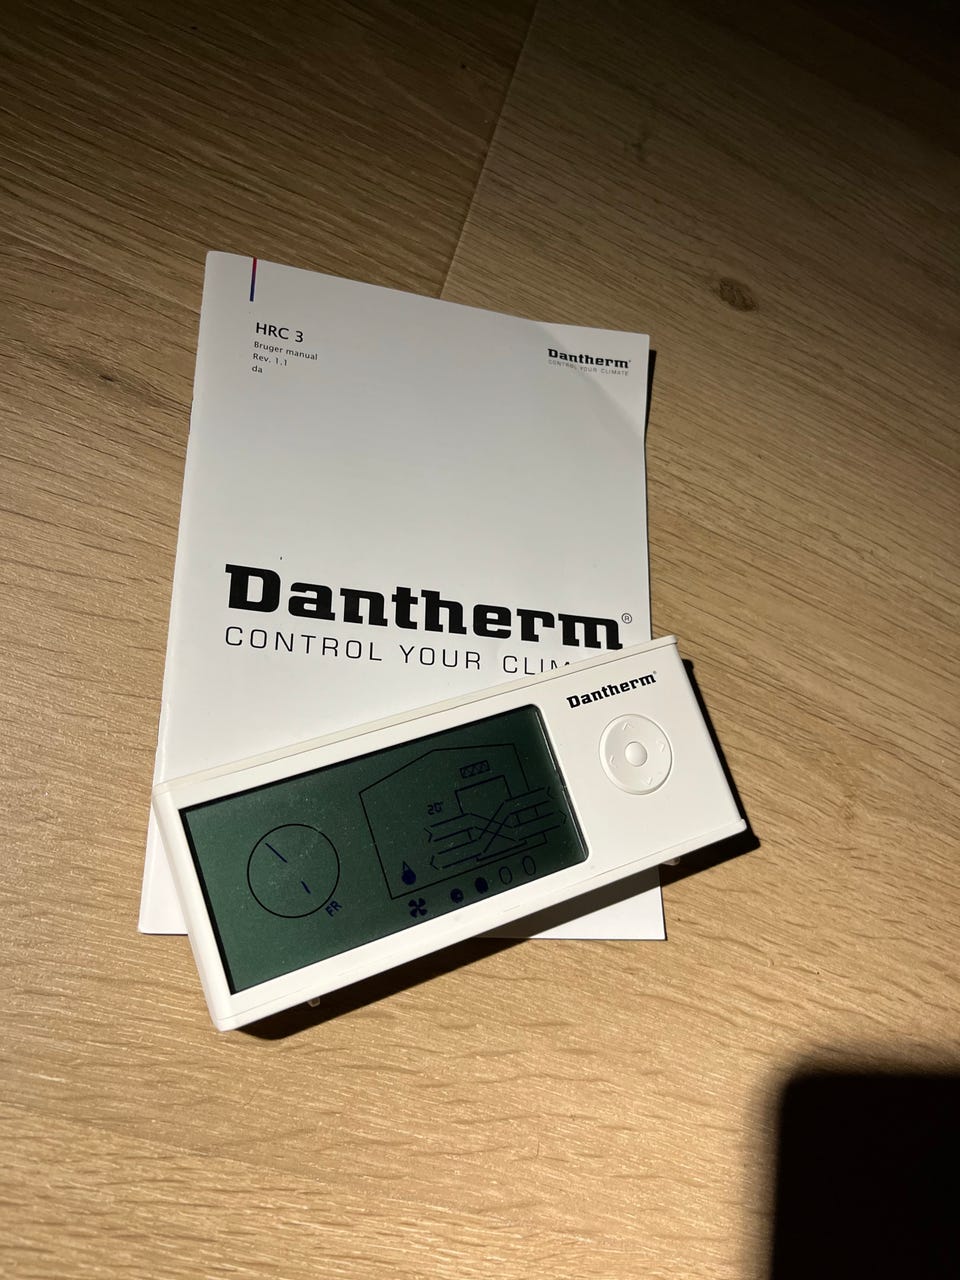 HRC 3
Bruger manual
Rev. 1.1
da
Dantherm®
CONTROL YOUR CLIMATE
Dantherm®
CONTROL YOUR CLIM
Dantherm®
20°
FR